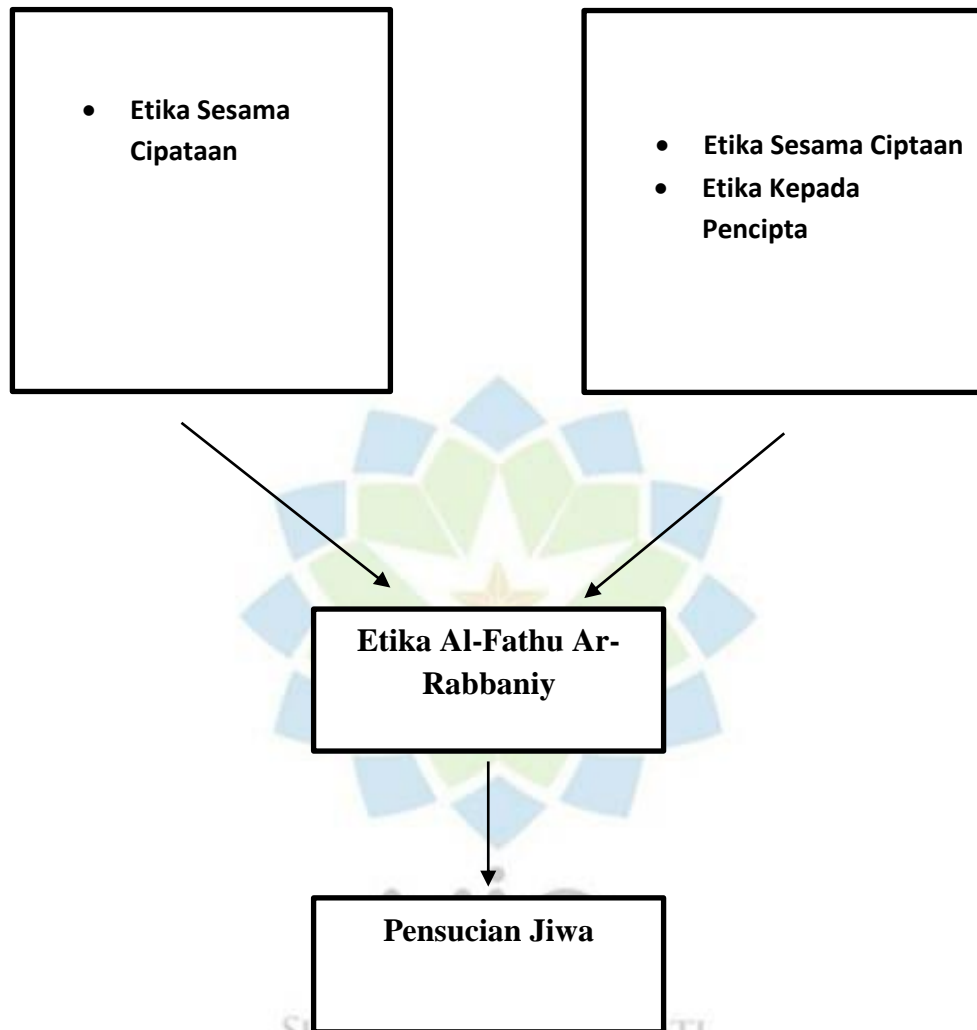 • Etika Sesama
Cipataan
• Etika Sesama Ciptaan
• Etika Kepada
Pencipta
Etika Al-Fathu Ar-
Rabbaniy
Pensucian Jiwa